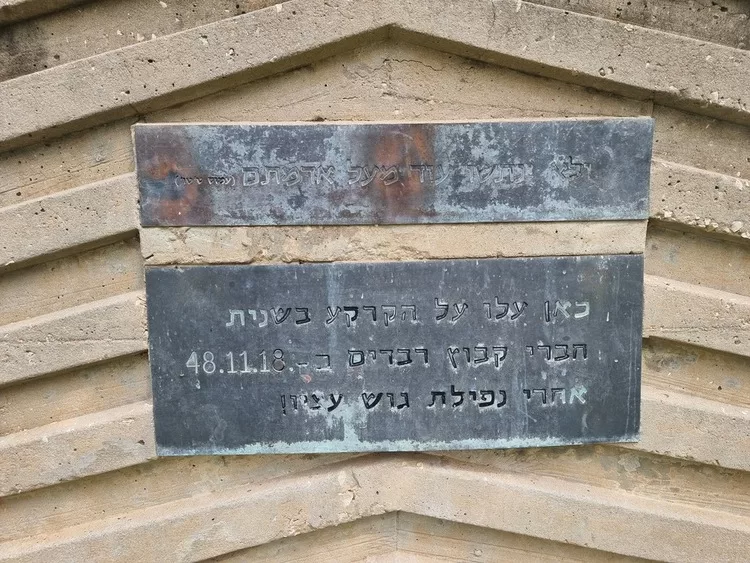 ולא ינתשו עוד מעל אדמתם
כאן עלו על הקרקע בשנית
חברי קבוץ רבדים ב-18.11.48
אחרי נפילת גוש עציון